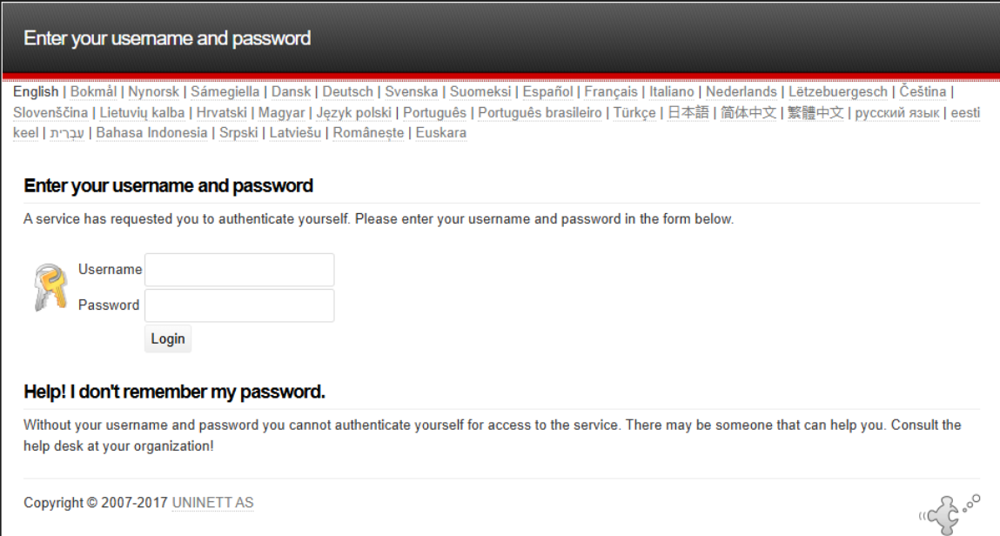 Enter your username and password
English | Bokmål | Nynorsk | Sámegiella | Dansk | Deutsch | Svenska | Suomeksi | Español | Français | Italiano | Nederlands | Lëtzebuergesch | Čeština |
Slovenščina | Lietuvių kalba | Hrvatski | Magyar | Język polski | Português | Português brasileiro | Türkçe | 日本語 | 简体中文 | 繁體中文 | русский язык | eesti
keel | עִבְרִית | Bahasa Indonesia | Srpski | Latviešu | Românește | Euskara
Enter your username and password
A service has requested you to authenticate yourself. Please enter your username and password in the form below.
Username
Password
Login
Help! I don't remember my password.
Without your username and password you cannot authenticate yourself for access to the service. There may be someone that can help you. Consult the
help desk at your organization!
Copyright © 2007-2017 UNINETT AS